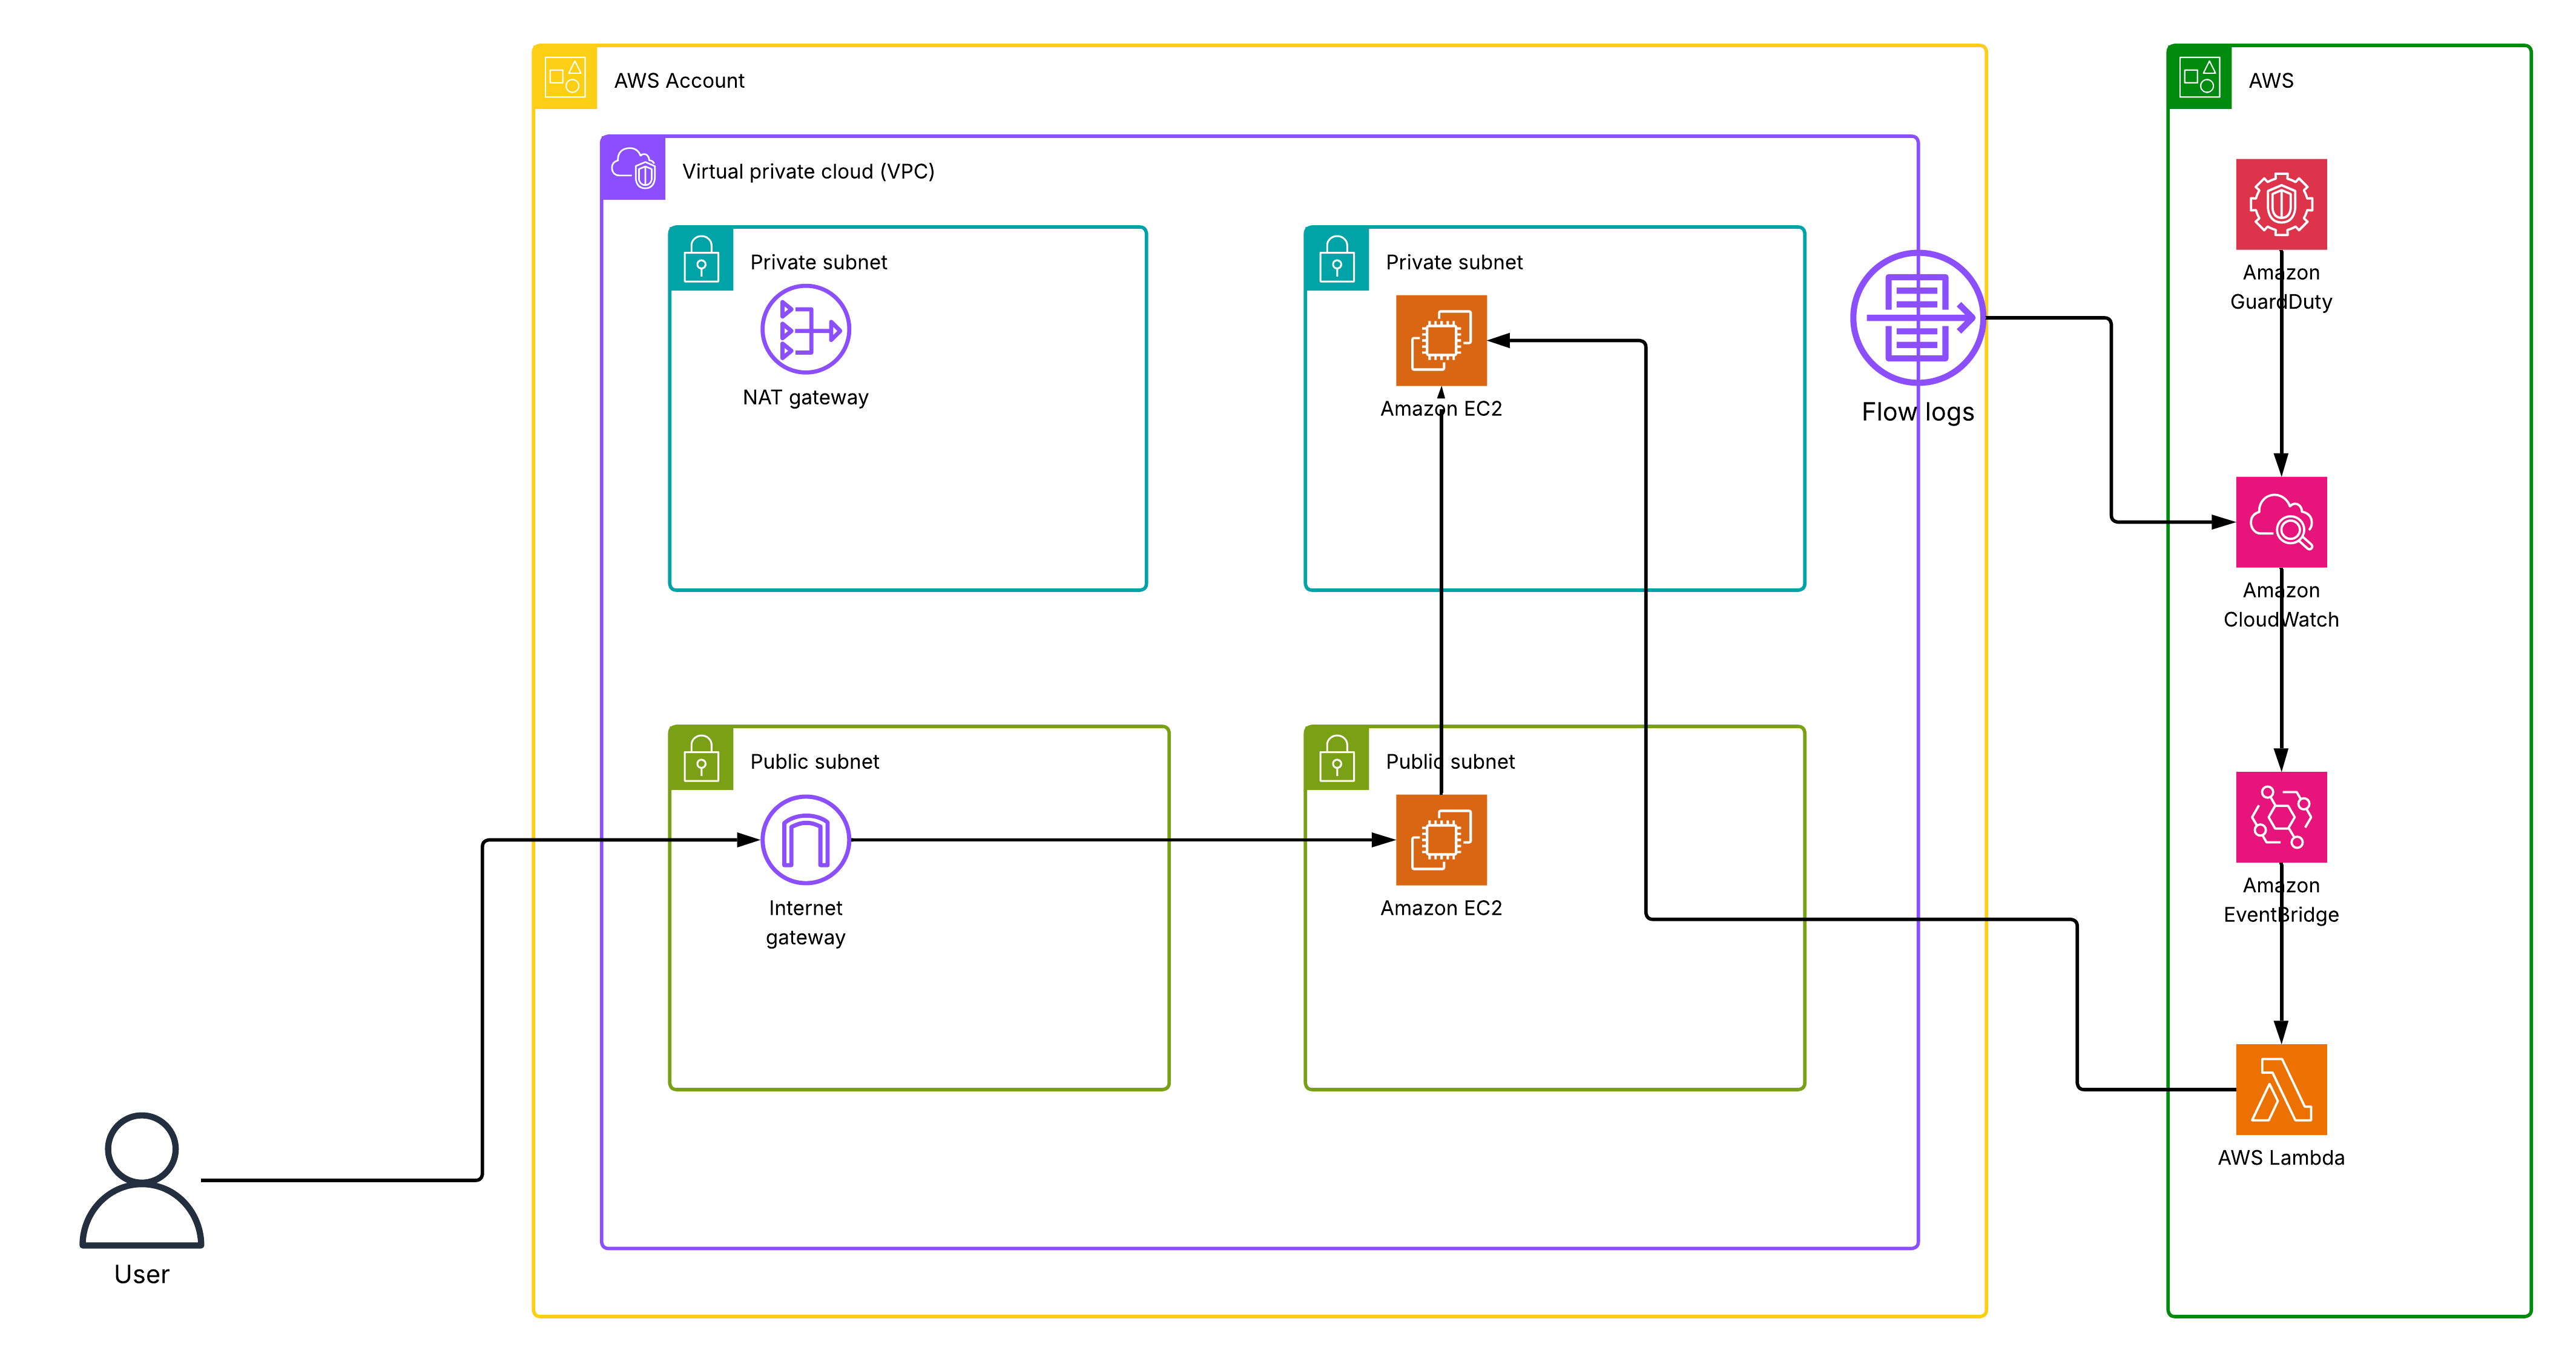 AWS Account
AWS
Virtual private cloud (VPC)
Private subnet
Private subnet
NAT gateway
Amazon EC2
Flow logs
Amazon
GuardDuty
Amazon
CloudWatch
Public subnet
Public subnet
Internet
gateway
Amazon EC2
Amazon
EventBridge
AWS Lambda
User